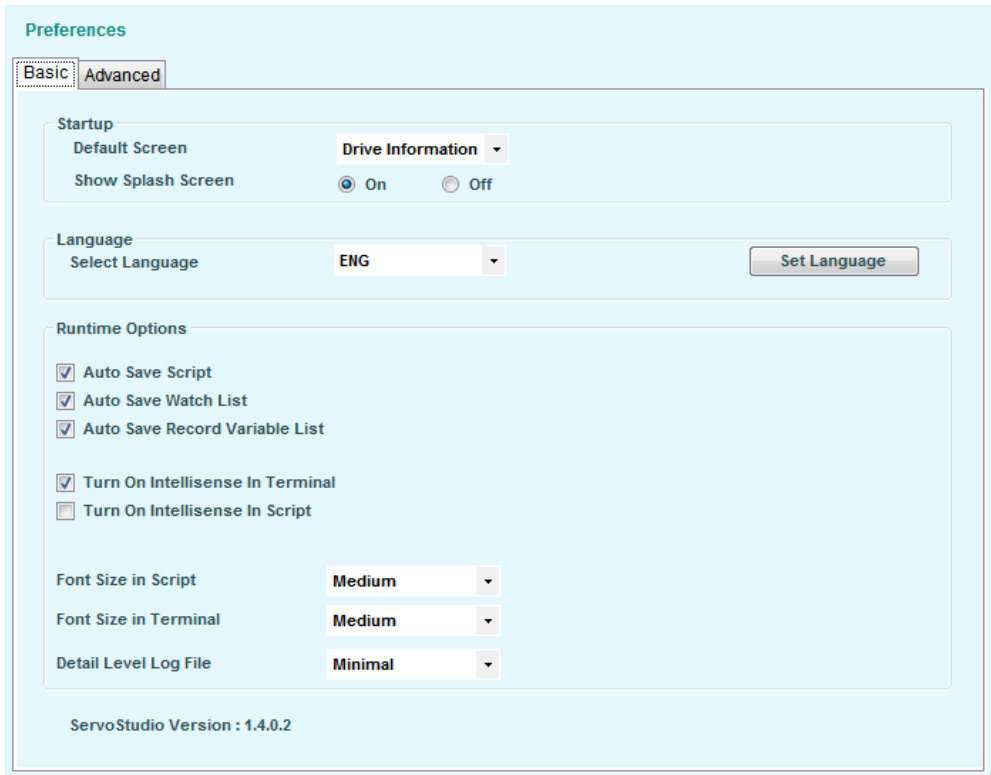 Preferences
Basic Advanced
Startup
Default Screen Drive Information
Show Splash Screen On Off
Language
Select Language ENG Set Language
Runtime Options
Auto Save Script
Auto Save Watch List
Auto Save Record Variable List
Turn On Intellisense In Terminal
Turn On Intellisense In Script
Font Size in Script Medium
Font Size in Terminal Medium
Detail Level Log File Minimal
ServoStudio Version : 1.4.0.2